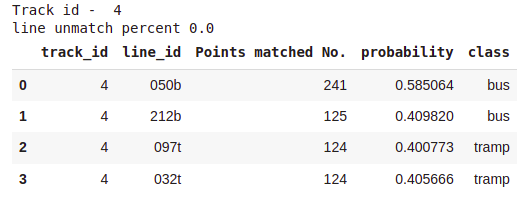 Track id -  4
line unmatch percent 0.0
track_id line_id Points matched No. probability class
0 4 050b 241 0.585064 bus
1 4 212b 125 0.409820 bus
2 4 097t 124 0.400773 tramp
3 4 032t 124 0.405666 tramp